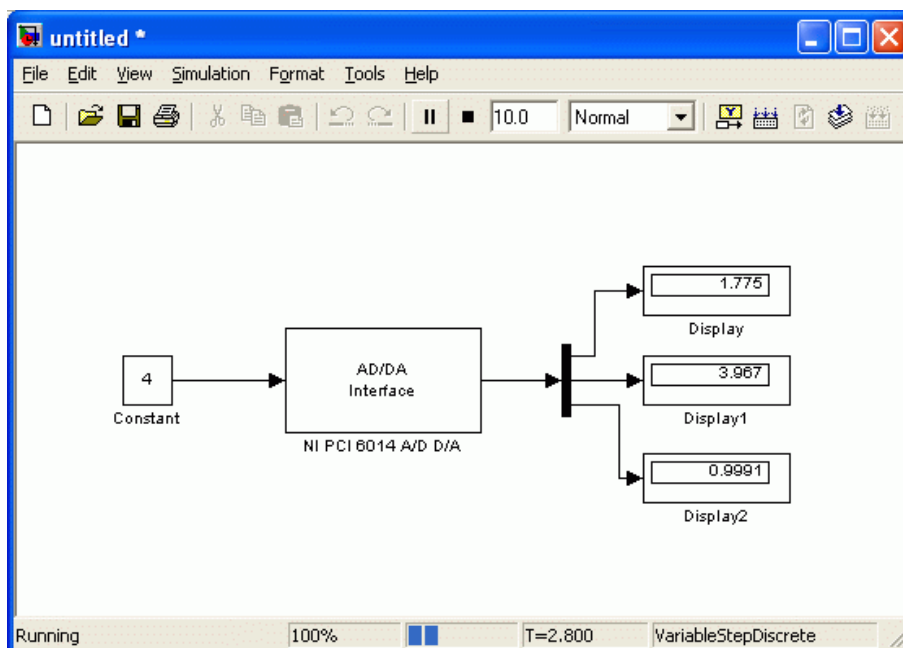 untitled *
File Edit View Simulation Format Tools Help
10.0 Normal
1.775
Display
AD/DA
Interface
4
3.967
Constant
Display1
NI PCI 6014 A/D D/A
0.9991
Display2
Running 100% T=2.800 VariableStepDiscrete